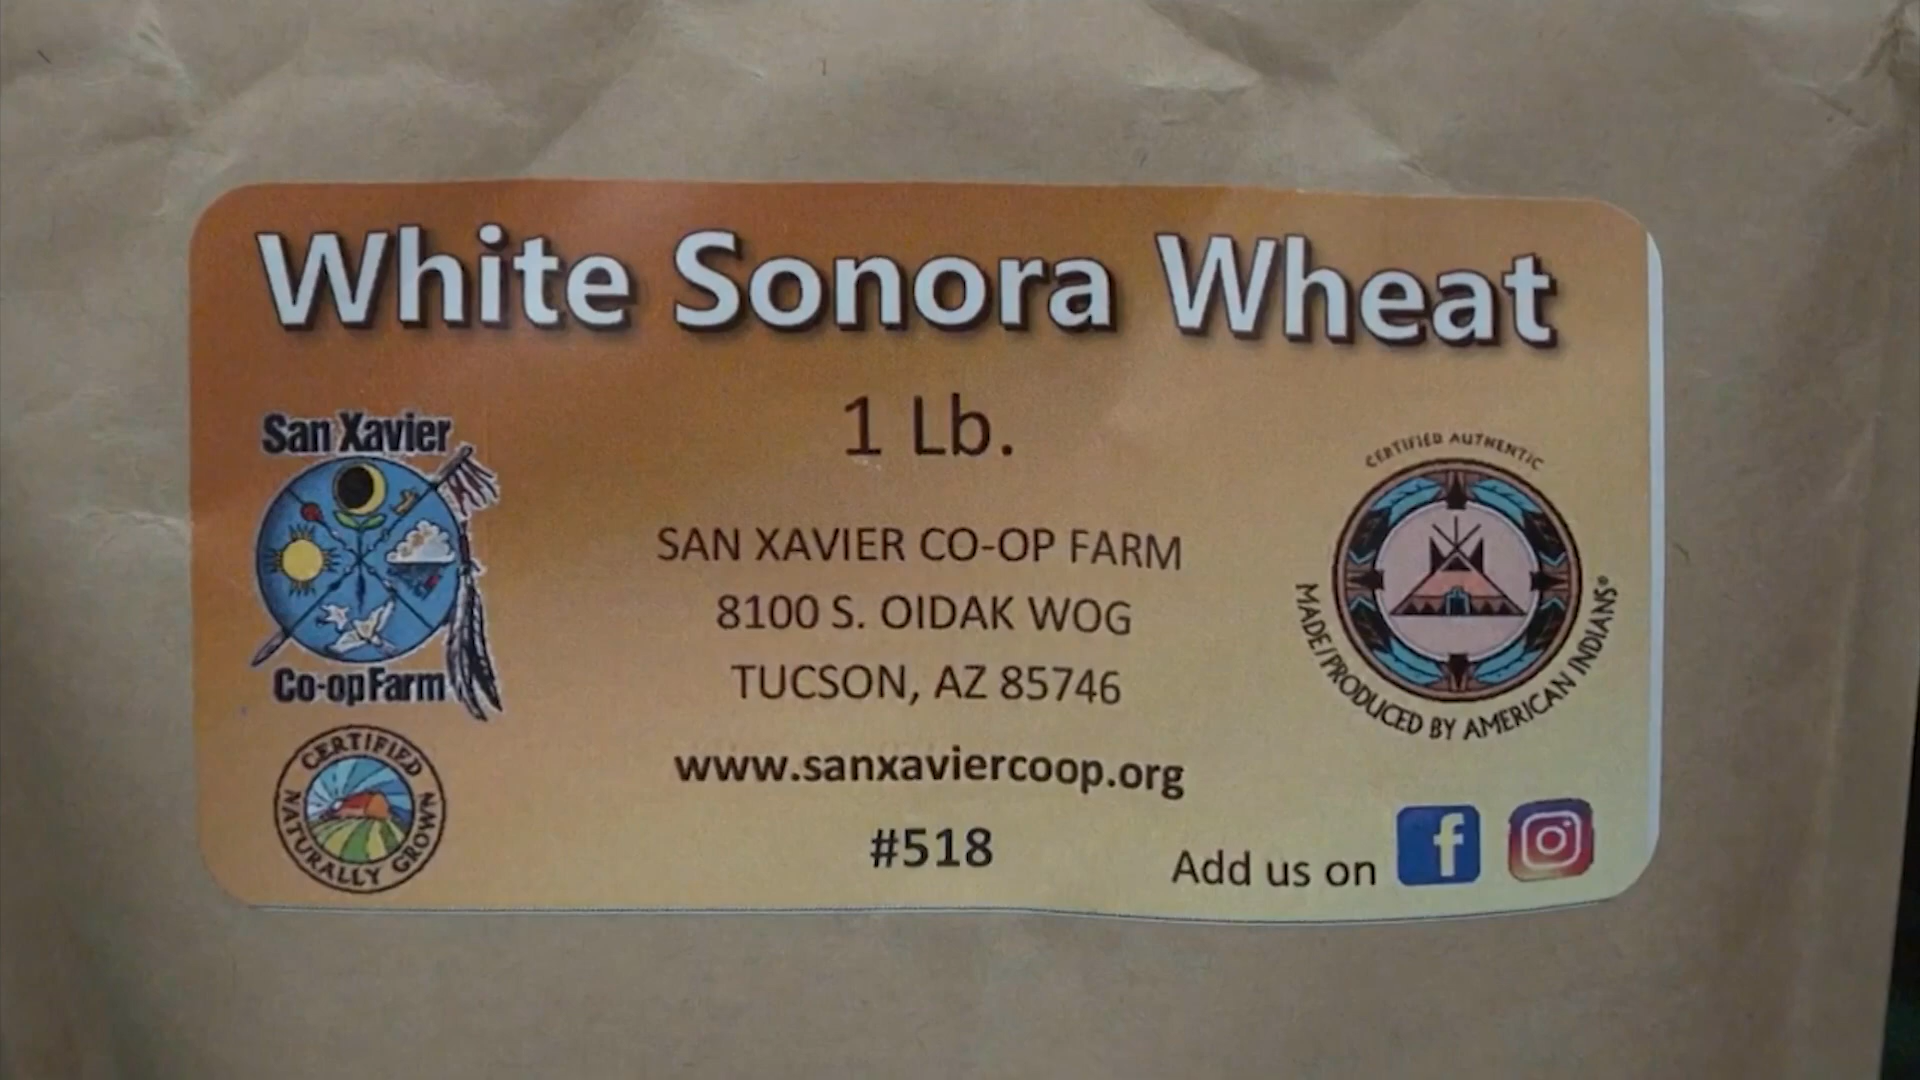 White Sonora Wheat
1 Lb.
San Xavier
Co-op Farm
CERTIFIED
NATURALLY GROWN
SAN XAVIER CO-OP FARM
8100 S. OIDAK WOG
TUCSON, AZ 85746
www.sanxaviercoop.org
#518
CERTIFIED AUTHENTIC
MADE/PRODUCED BY AMERICAN INDIANS®
Add us on